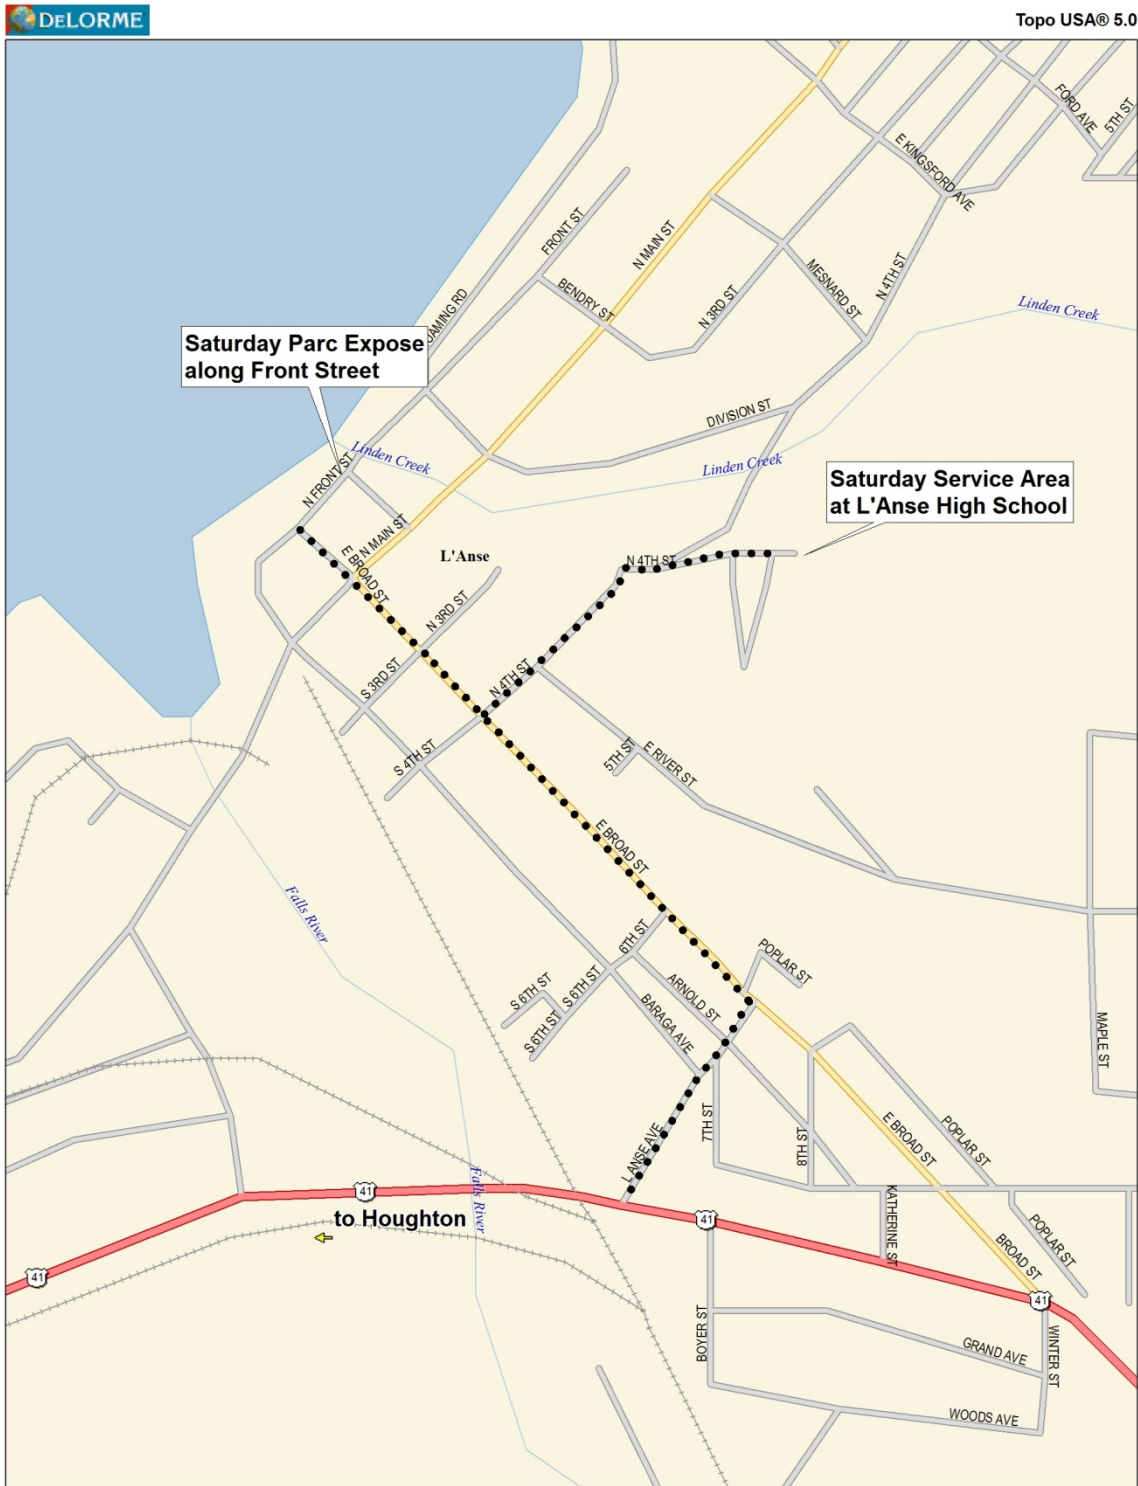 DELORME
Topo USA® 5.0
FORD AVE
5TH ST
E KINGSFORD AVE
FRONT ST
N MAIN ST
N 4TH ST
MESNARD ST
BENDRY ST
N 3RD ST
Linden Creek
OAMING RD
Saturday Parc Expose
along Front Street
DIVISION ST
Linden Creek
Linden Creek
N FRONT ST
Saturday Service Area
at L'Anse High School
N MAIN ST
E BROAD ST
L'Anse
N 4TH ST
N 3RD ST
S 3RD ST
N 4TH ST
S 4TH ST
5TH ST
E RIVER ST
E BROAD ST
Falls River
6TH ST
POPLAR ST
S 6TH ST
S 6TH ST
S 6TH ST
ARNOLD ST
BARAGA AVE
MAPLE ST
7TH ST
8TH ST
E BROAD ST
POPLAR ST
L ANSE AVE
Falls River
41
to Houghton
41
KATHERINE ST
BROAD ST
POPLAR ST
41
41
BOYER ST
GRAND AVE
WINTER ST
WOODS AVE